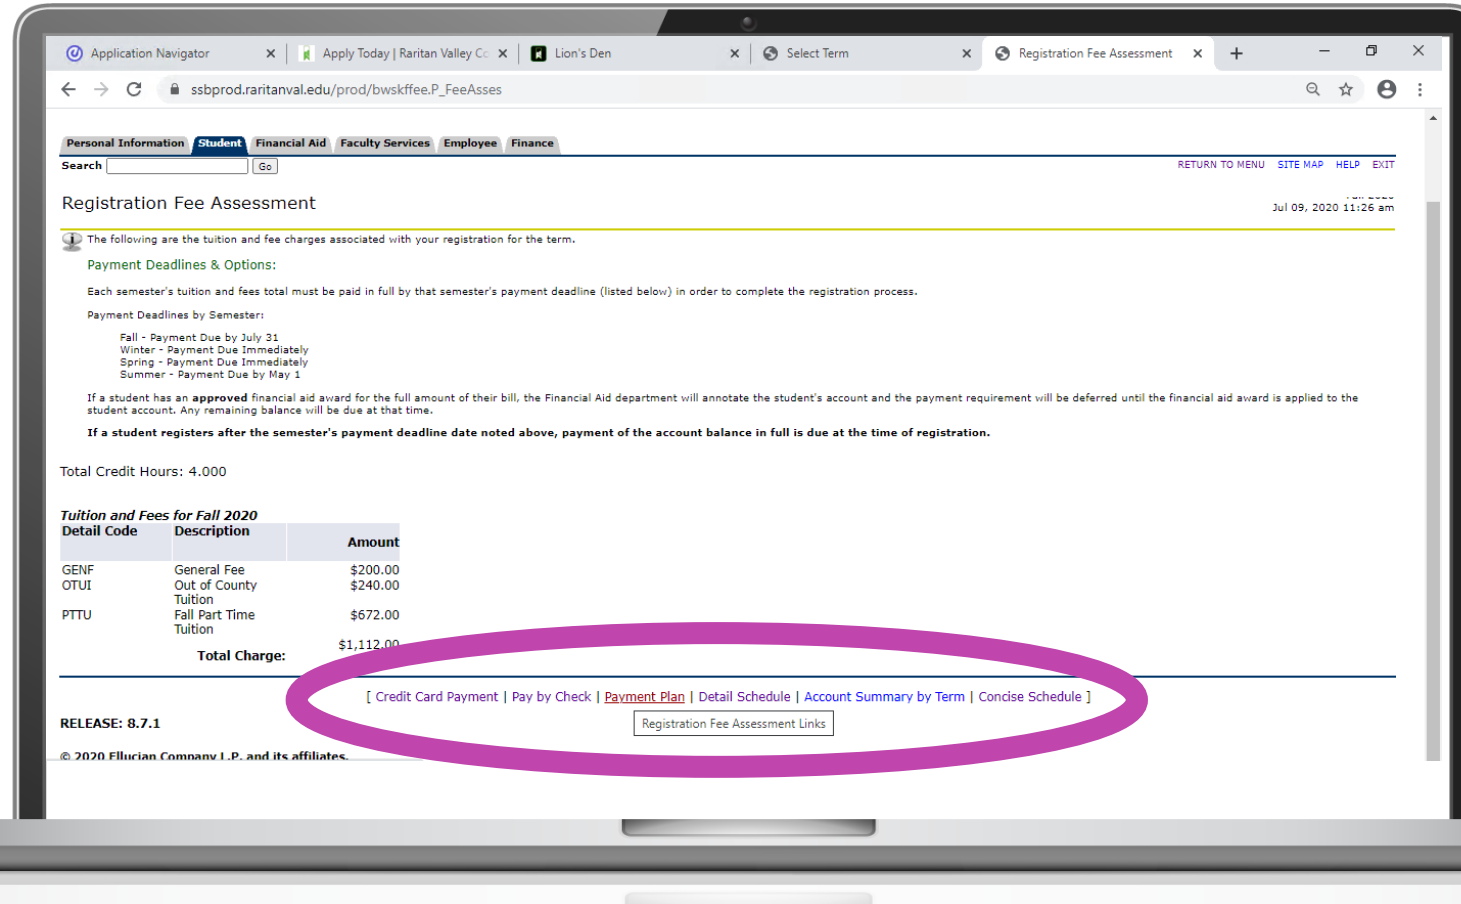 Application Navigator
Apply Today | Raritan Valley Co
Lion's Den
Select Term
Registration Fee Assessment
ssbprod.raritanval.edu/prod/bwskffee.P_FeeAsses
Personal Information Student Financial Aid Faculty Services Employee Finance
Search Go
RETURN TO MENU SITE MAP HELP EXIT
Registration Fee Assessment
Jul 09, 2020 11:26 am
The following are the tuition and fee charges associated with your registration for the term.
Payment Deadlines & Options:
Each semester's tuition and fees total must be paid in full by that semester's payment deadline (listed below) in order to complete the registration process.
Payment Deadlines by Semester:
Fall - Payment Due by July 31
Winter - Payment Due Immediately
Spring - Payment Due Immediately
Summer - Payment Due by May 1
If a student has an approved financial aid award for the full amount of their bill, the Financial Aid department will annotate the student's account and the payment requirement will be deferred until the financial aid award is applied to the
student account. Any remaining balance will be due at that time.
If a student registers after the semester's payment deadline date noted above, payment of the account balance in full is due at the time of registration.
Total Credit Hours: 4.000
Tuition and Fees for Fall 2020
Detail Code Description Amount
GENF General Fee $200.00
OTUI Out of County $240.00
Tuition
PTTU Fall Part Time $672.00
Tuition
$1,112.00
Total Charge:
[ Credit Card Payment | Pay by Check | Payment Plan | Detail Schedule | Account Summary by Term | Concise Schedule ]
RELEASE: 8.7.1
Registration Fee Assessment Links
© 2020 Ellucian Company L.P. and its affiliates.